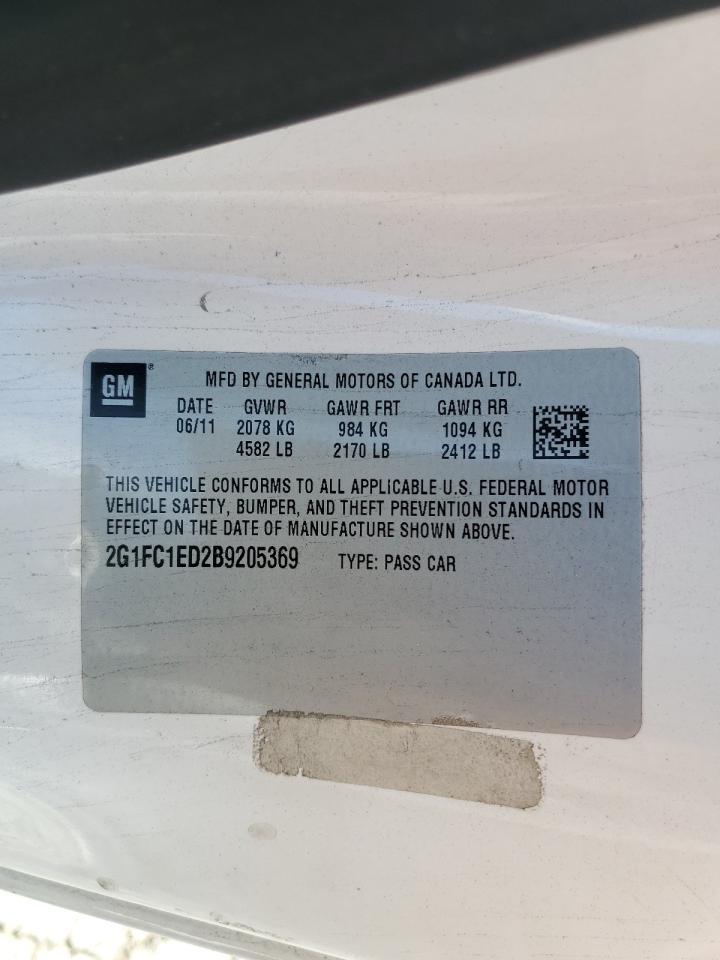 GM®
MFD BY GENERAL MOTORS OF CANADA LTD.
DATE GVWR GAWR FRT GAWR RR
06/11 2078 KG 984 KG 1094 KG
4582 LB 2170 LB 2412 LB
THIS VEHICLE CONFORMS TO ALL APPLICABLE U.S. FEDERAL MOTOR
VEHICLE SAFETY, BUMPER, AND THEFT PREVENTION STANDARDS IN
EFFECT ON THE DATE OF MANUFACTURE SHOWN ABOVE.
2G1FC1ED2B9205369 TYPE: PASS CAR